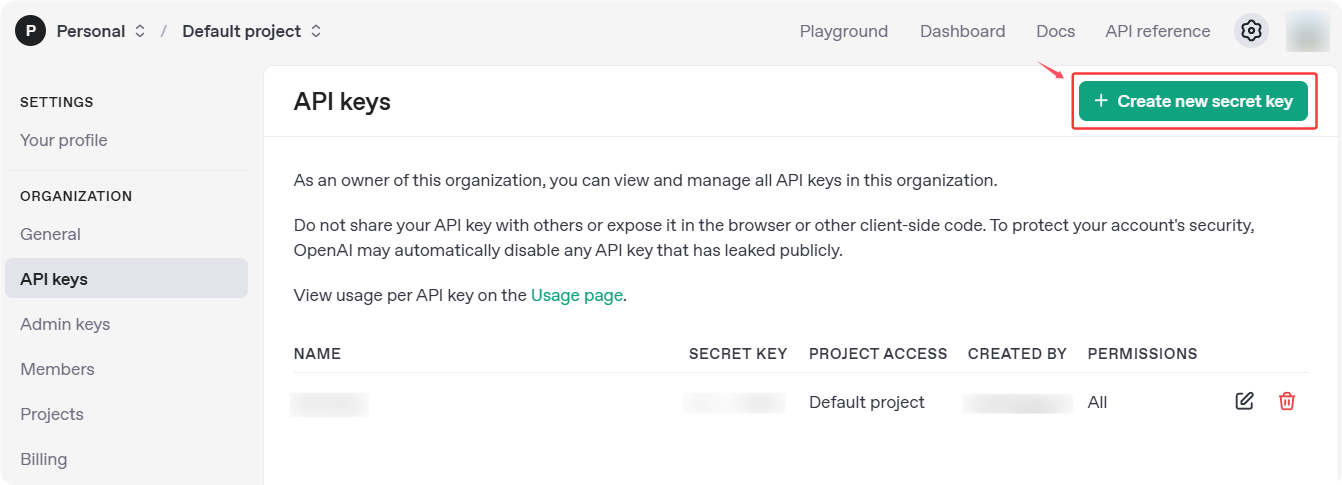 P Personal / Default project Playground Dashboard Docs API reference
SETTINGS
Your profile
ORGANIZATION
General
API keys
Admin keys
Members
Projects
Billing
API keys
+ Create new secret key
As an owner of this organization, you can view and manage all API keys in this organization.
Do not share your API key with others or expose it in the browser or other client-side code. To protect your account's security,
OpenAI may automatically disable any API key that has leaked publicly.
View usage per API key on the Usage page.
NAME SECRET KEY PROJECT ACCESS CREATED BY PERMISSIONS
Default project All